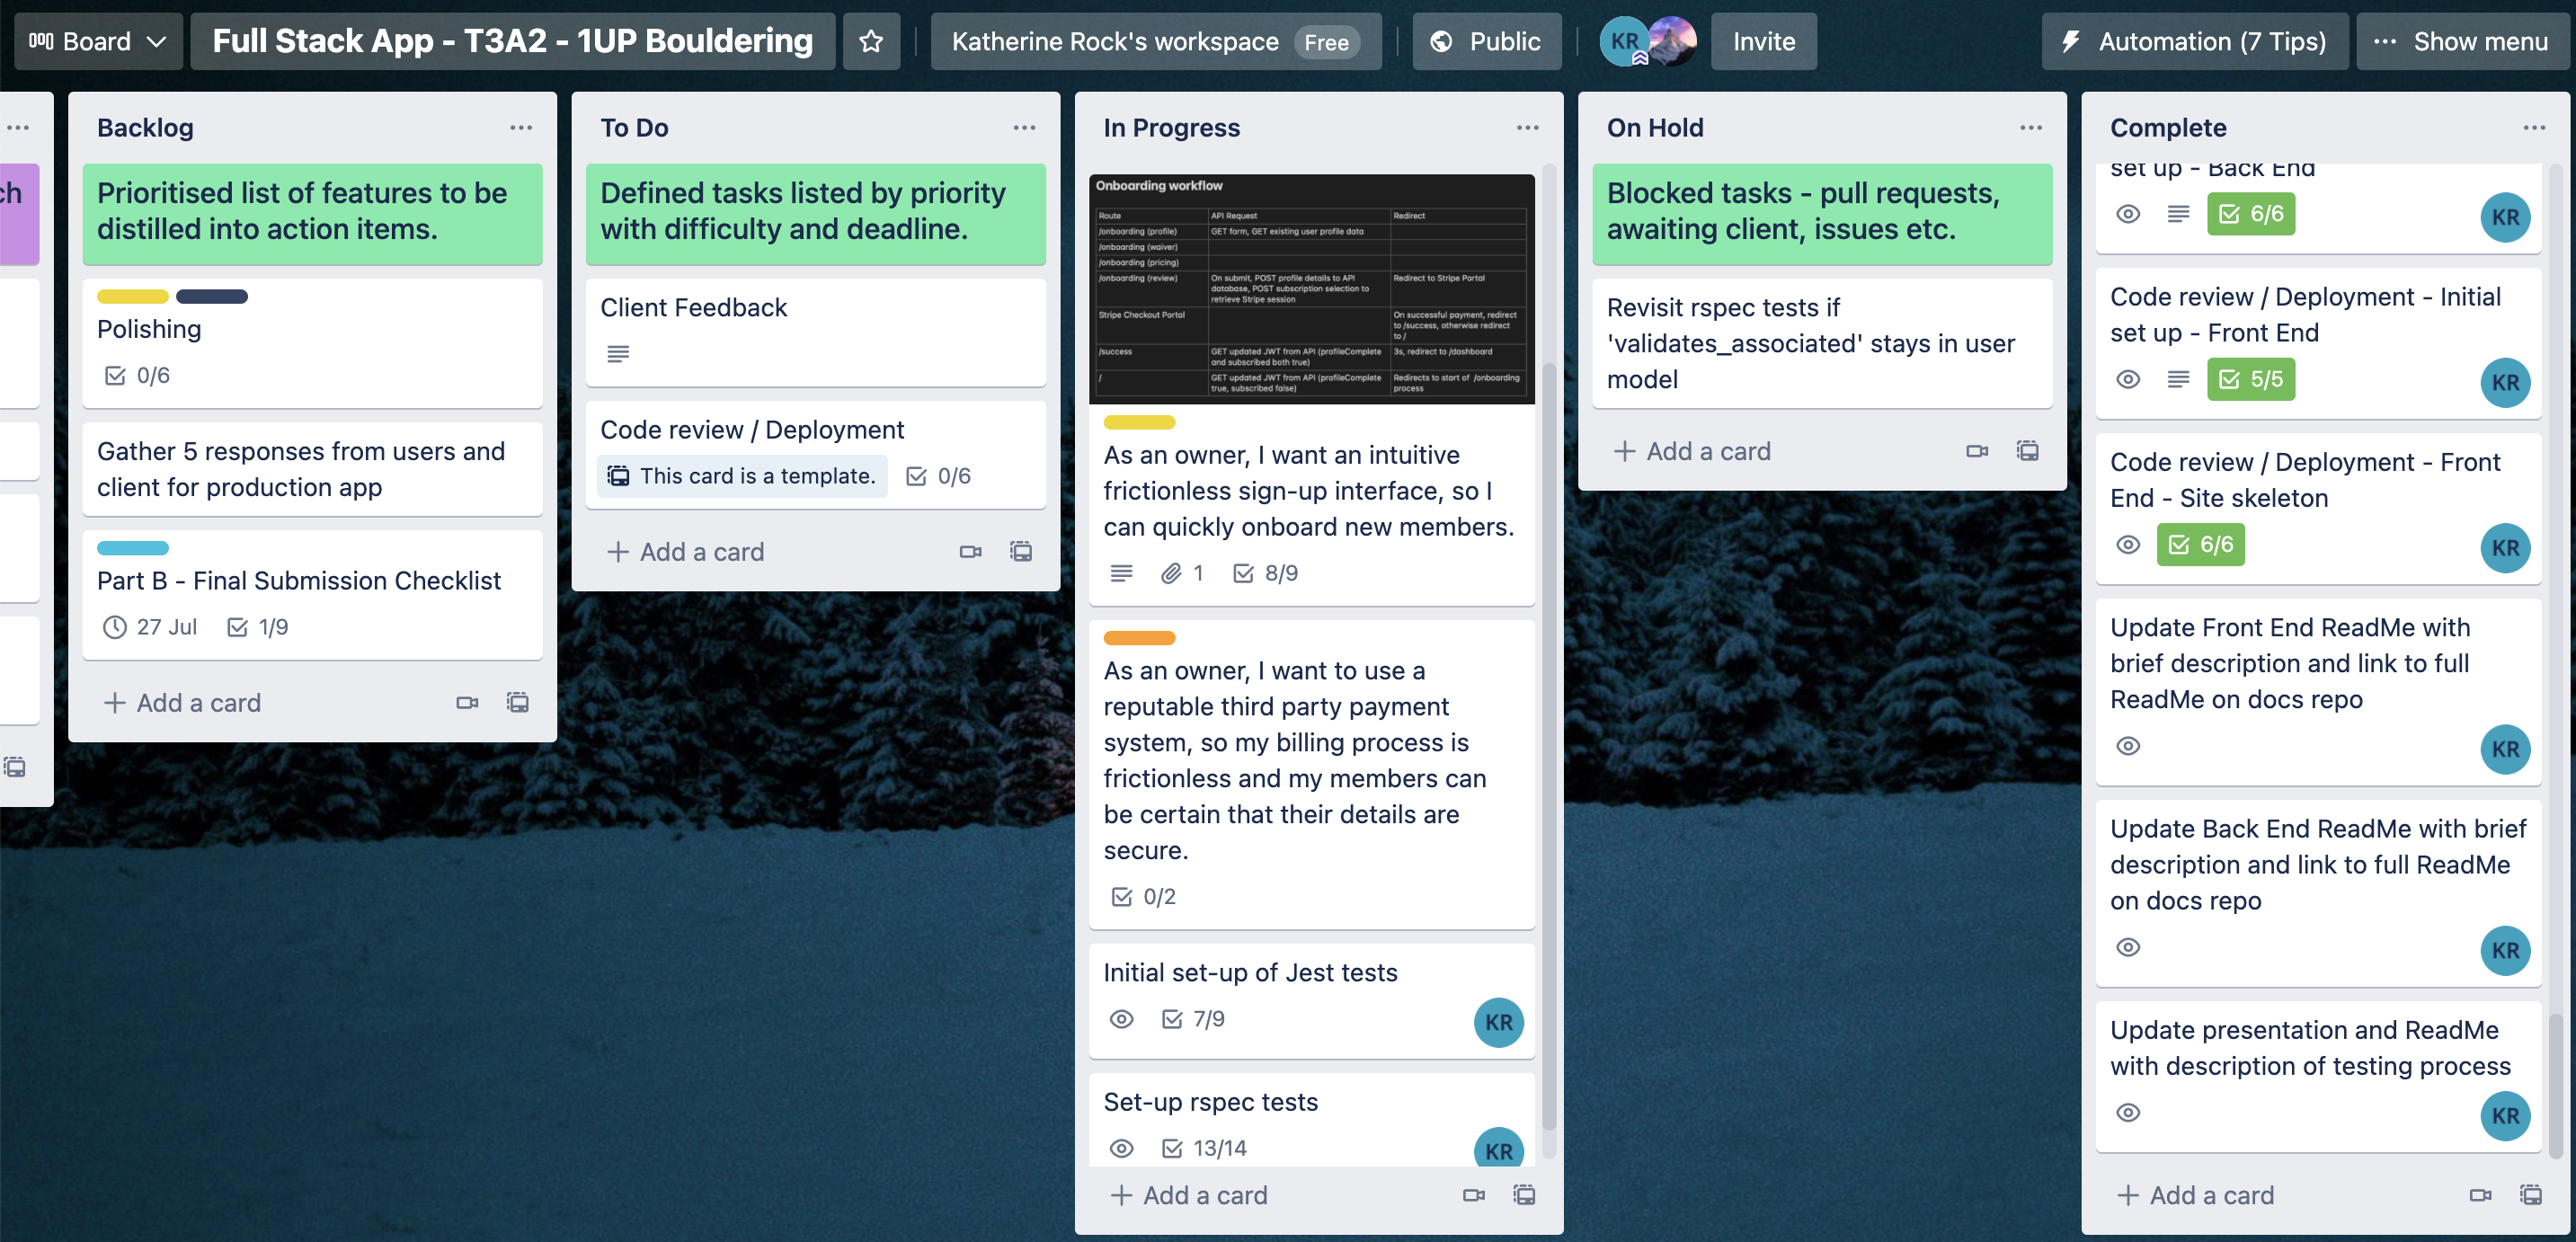 Board
Full Stack App - T3A2 - 1UP Bouldering
Katherine Rock's workspace Free
Public
KR
Invite
Automation (7 Tips)
Show menu
ch
Backlog
Prioritised list of features to be
distilled into action items.
Polishing
0/6
Gather 5 responses from users and
client for production app
Part B - Final Submission Checklist
27 Jul 1/9
+ Add a card
To Do
Defined tasks listed by priority
with difficulty and deadline.
Client Feedback
Code review / Deployment
This card is a template. 0/6
+ Add a card
In Progress
Onboarding workflow
Route API Request Redirect
/onboarding (profile) GET form, GET existing user profile data
/onboarding (waiver)
/onboarding (pricing)
/onboarding (review) On submit, POST profile details to API Redirect to Stripe Portal
database, POST subscription selection to
retrieve Stripe session
Stripe Checkout Portal On successful payment, redirect
to /success, otherwise redirect
to /
/success GET updated JWT from API (profileComplete 3s, redirect to /dashboard
and subscribed both true)
/ GET updated JWT from API (profileComplete Redirects to start of /onboarding
true, subscribed false) process
As an owner, I want an intuitive
frictionless sign-up interface, so I
can quickly onboard new members.
1 8/9
As an owner, I want to use a
reputable third party payment
system, so my billing process is
frictionless and my members can
be certain that their details are
secure.
0/2
Initial set-up of Jest tests
7/9 KR
Set-up rspec tests
13/14 KR
+ Add a card
On Hold
Blocked tasks - pull requests,
awaiting client, issues etc.
Revisit rspec tests if
'validates_associated' stays in user
model
+ Add a card
Complete
set up - Back End
6/6 KR
Code review / Deployment - Initial
set up - Front End
5/5 KR
Code review / Deployment - Front
End - Site skeleton
6/6 KR
Update Front End ReadMe with
brief description and link to full
ReadMe on docs repo
KR
Update Back End ReadMe with brief
description and link to full ReadMe
on docs repo
KR
Update presentation and ReadMe
with description of testing process
KR
+ Add a card